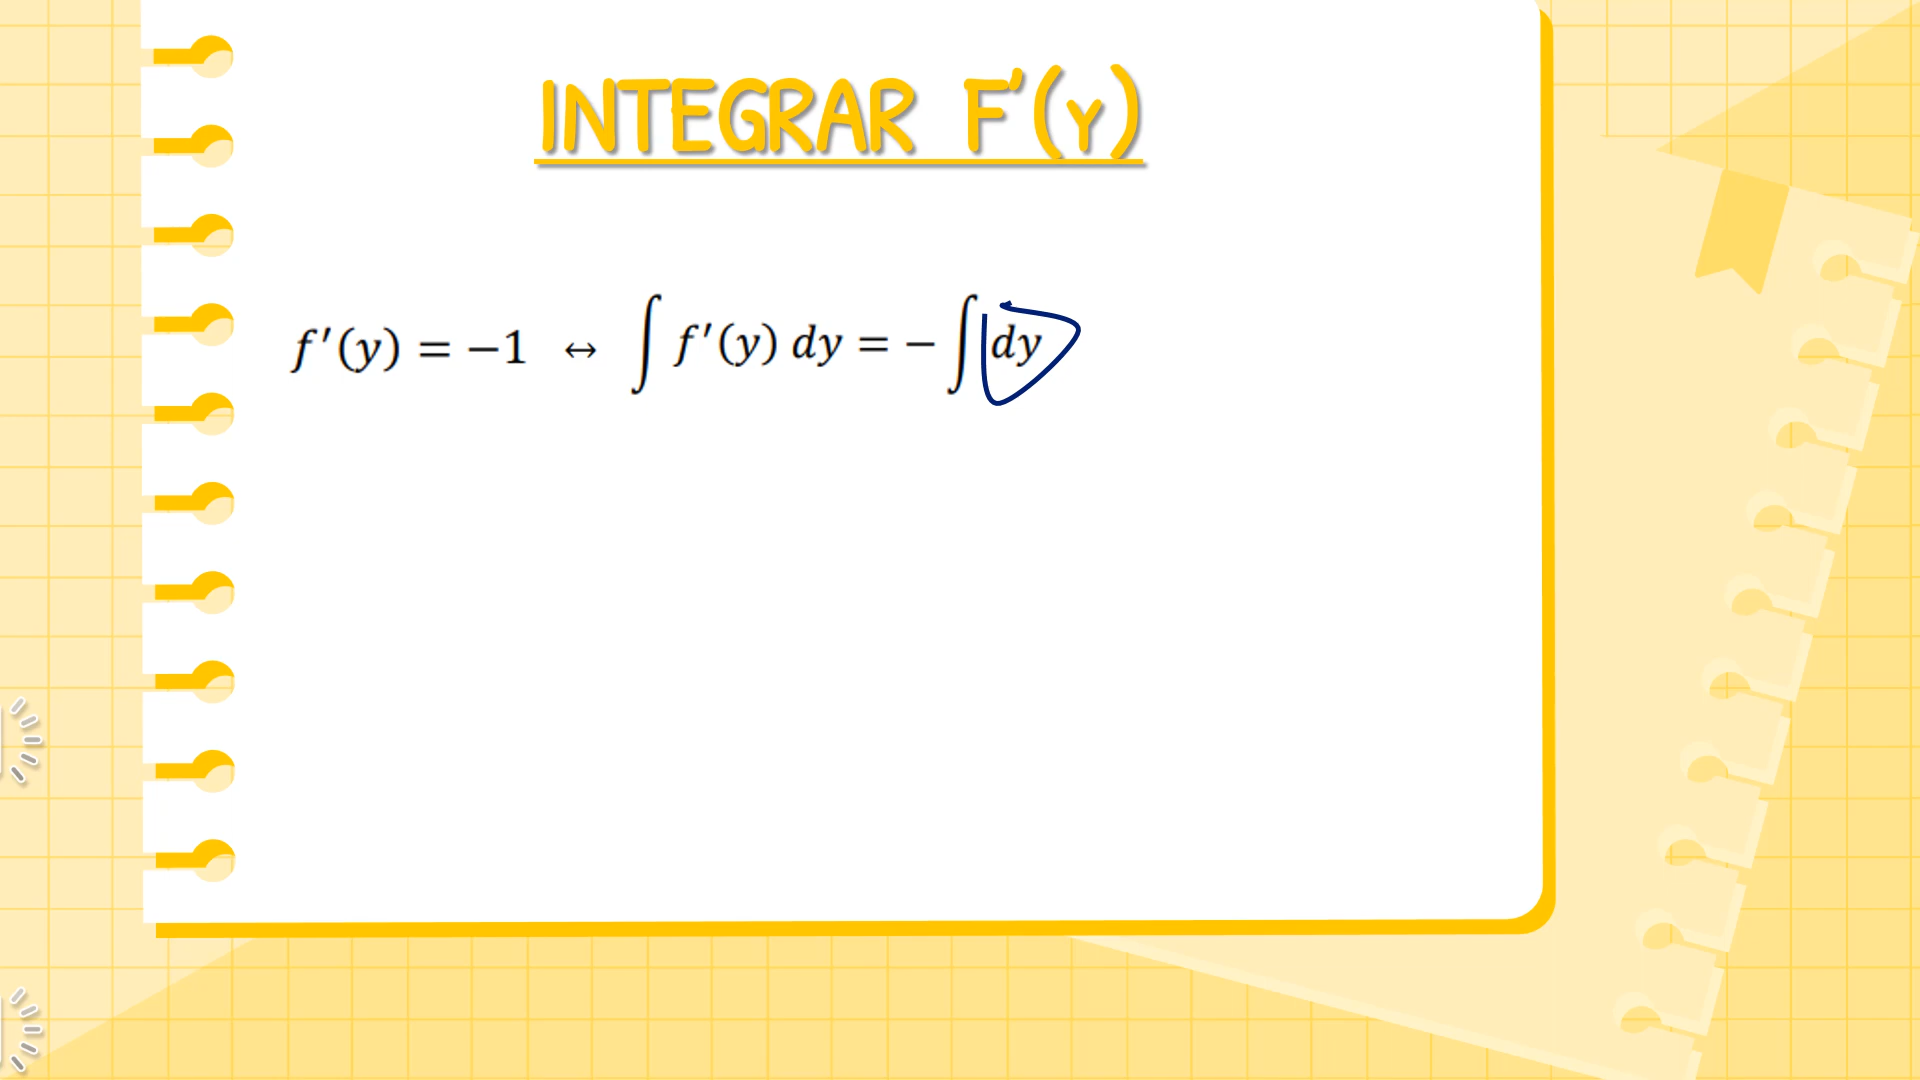 INTEGRAR F'(Y)
f'(y) = −1 ↔ ∫ f'(y) dy = − ∫ dy